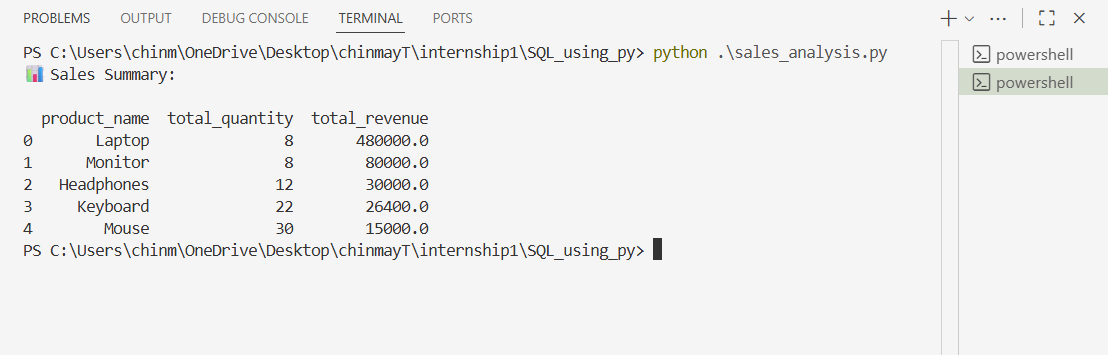 PROBLEMS OUTPUT DEBUG CONSOLE TERMINAL PORTS
PS C:\Users\chinm\OneDrive\Desktop\chinmayT\internship1\SQL_using_py> python .\sales_analysis.py
📊 Sales Summary:
product_name total_quantity total_revenue
0 Laptop 8 480000.0
1 Monitor 8 80000.0
2 Headphones 12 30000.0
3 Keyboard 22 26400.0
4 Mouse 30 15000.0
PS C:\Users\chinm\OneDrive\Desktop\chinmayT\internship1\SQL_using_py>
powershell
powershell